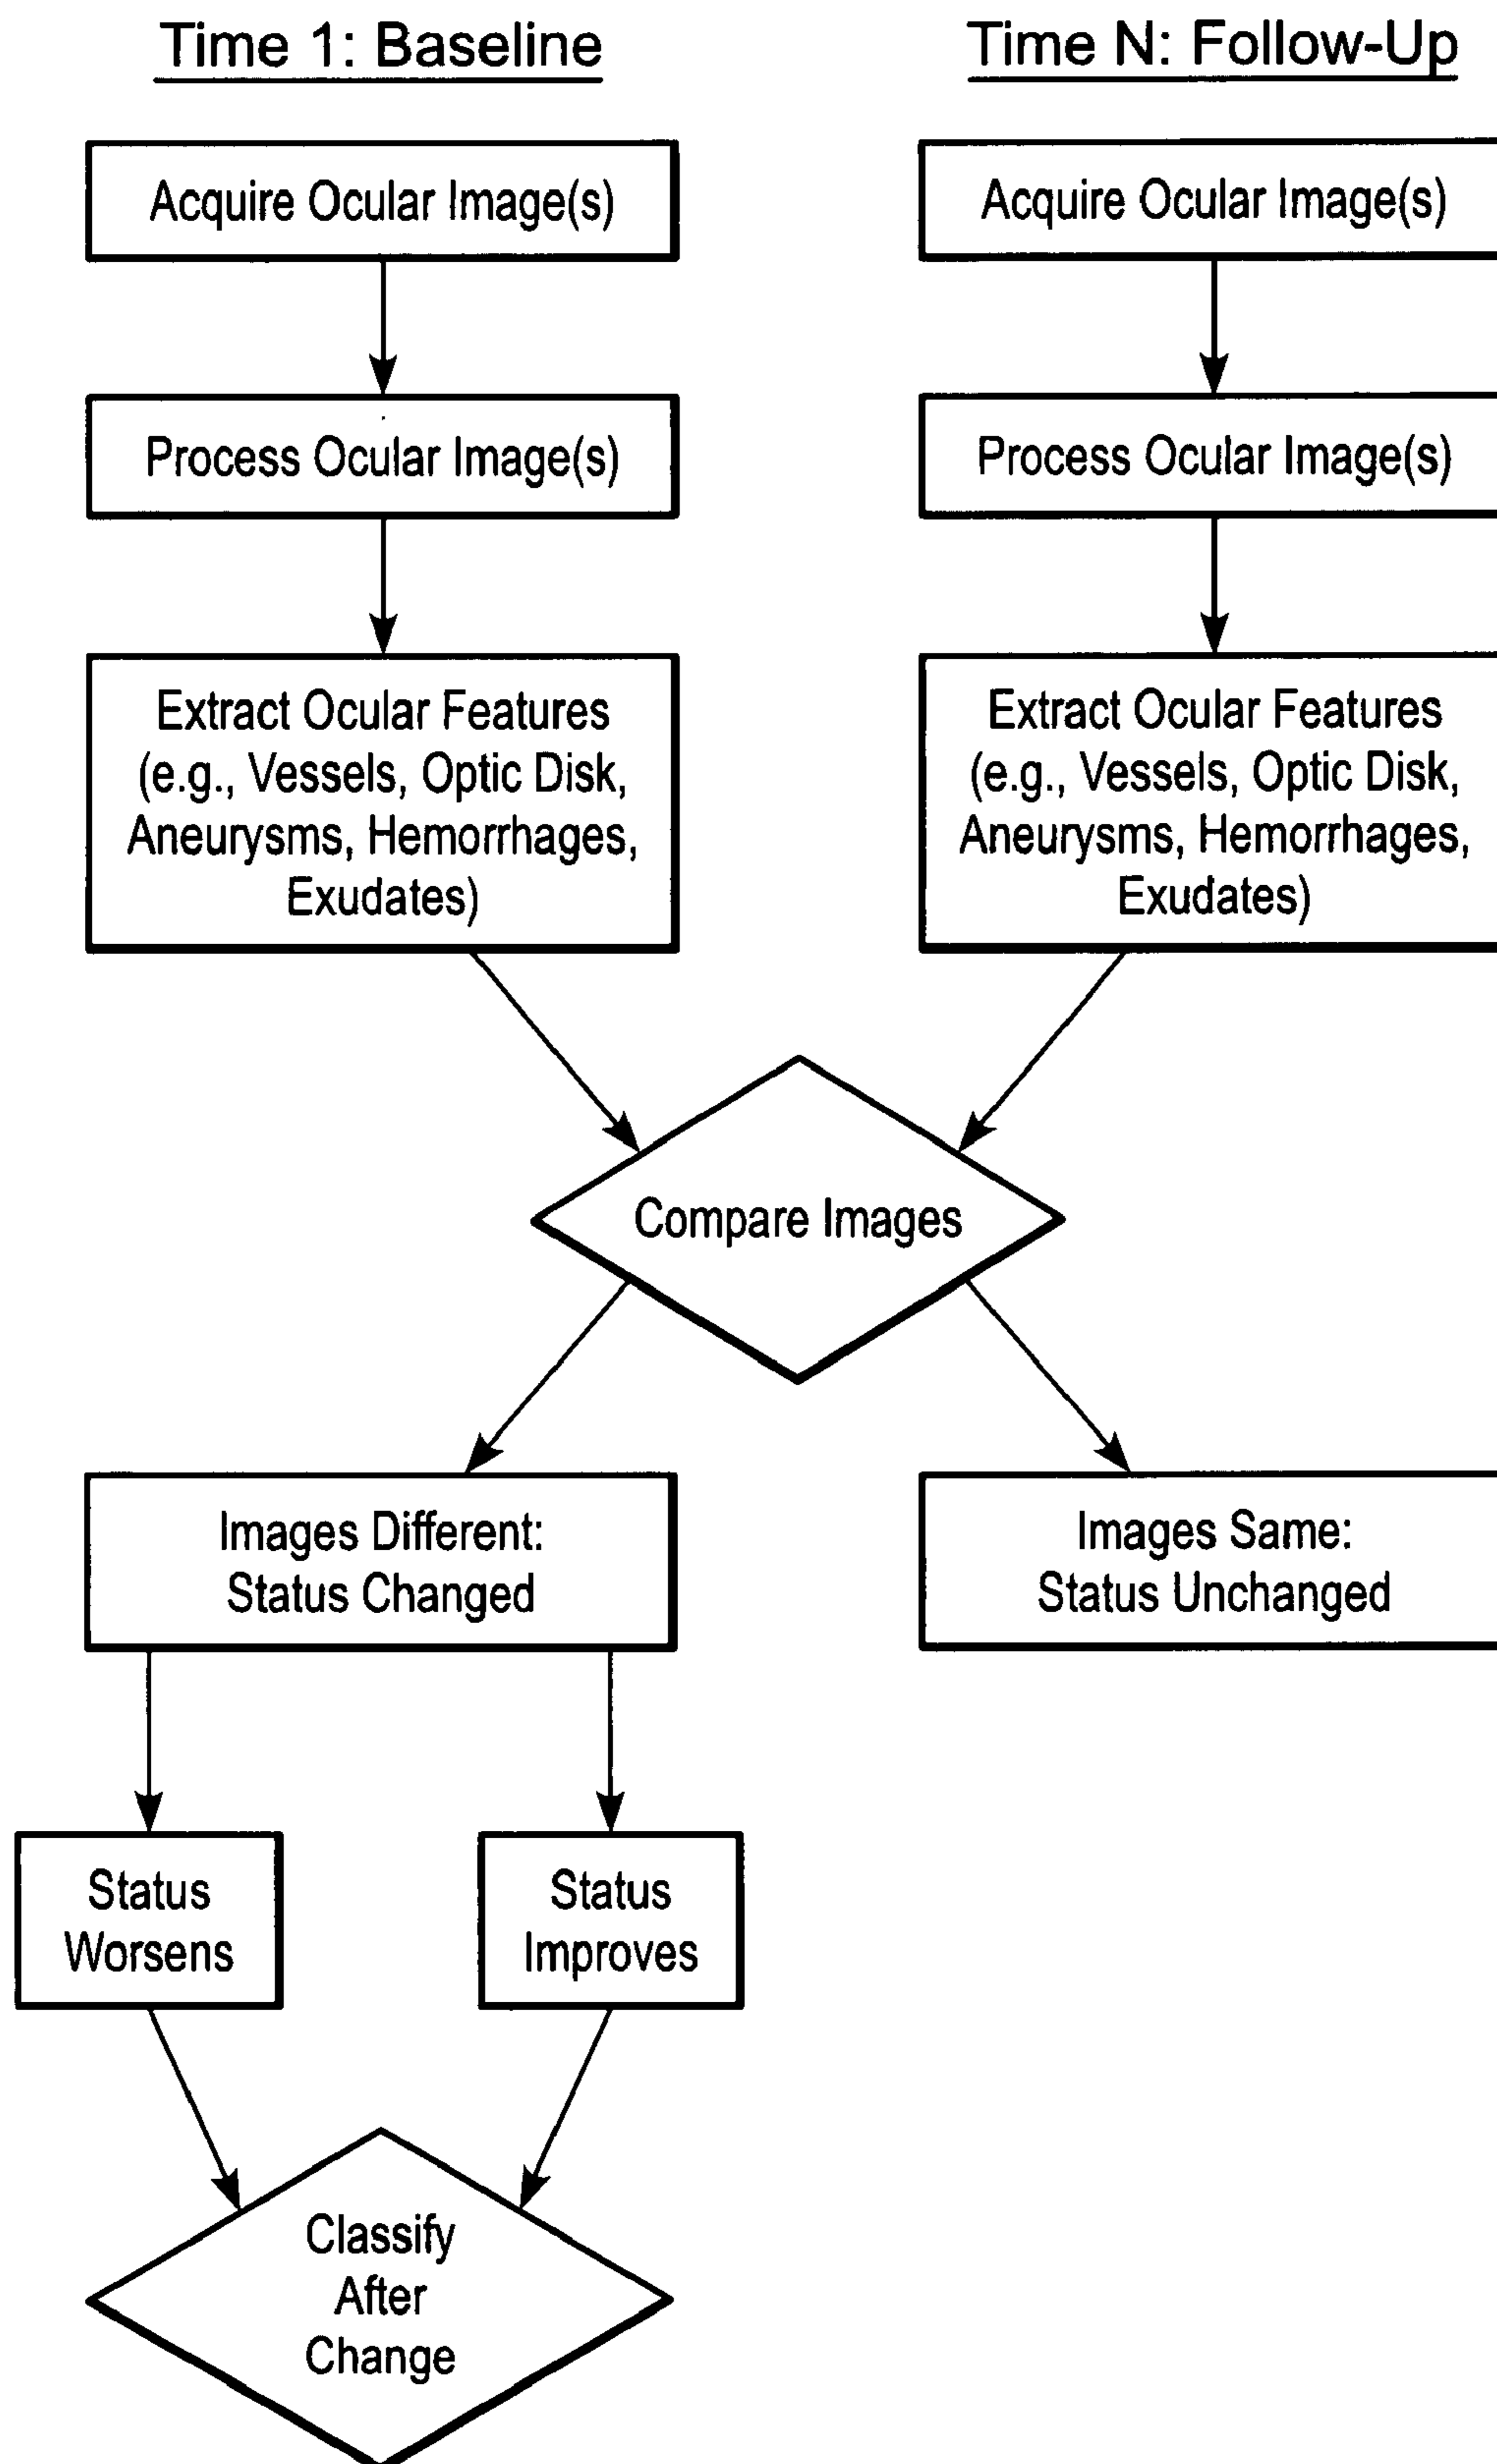 Time 1: Baseline
Time N: Follow-Up
Acquire Ocular Image(s)
Acquire Ocular Image(s)
Process Ocular Image(s)
Process Ocular Image(s)
Extract Ocular Features
(e.g., Vessels, Optic Disk,
Aneurysms, Hemorrhages,
Exudates)
Extract Ocular Features
(e.g., Vessels, Optic Disk,
Aneurysms, Hemorrhages,
Exudates)
Compare Images
Images Different:
Status Changed
Images Same:
Status Unchanged
Status
Worsens
Status
Improves
Classify
After
Change